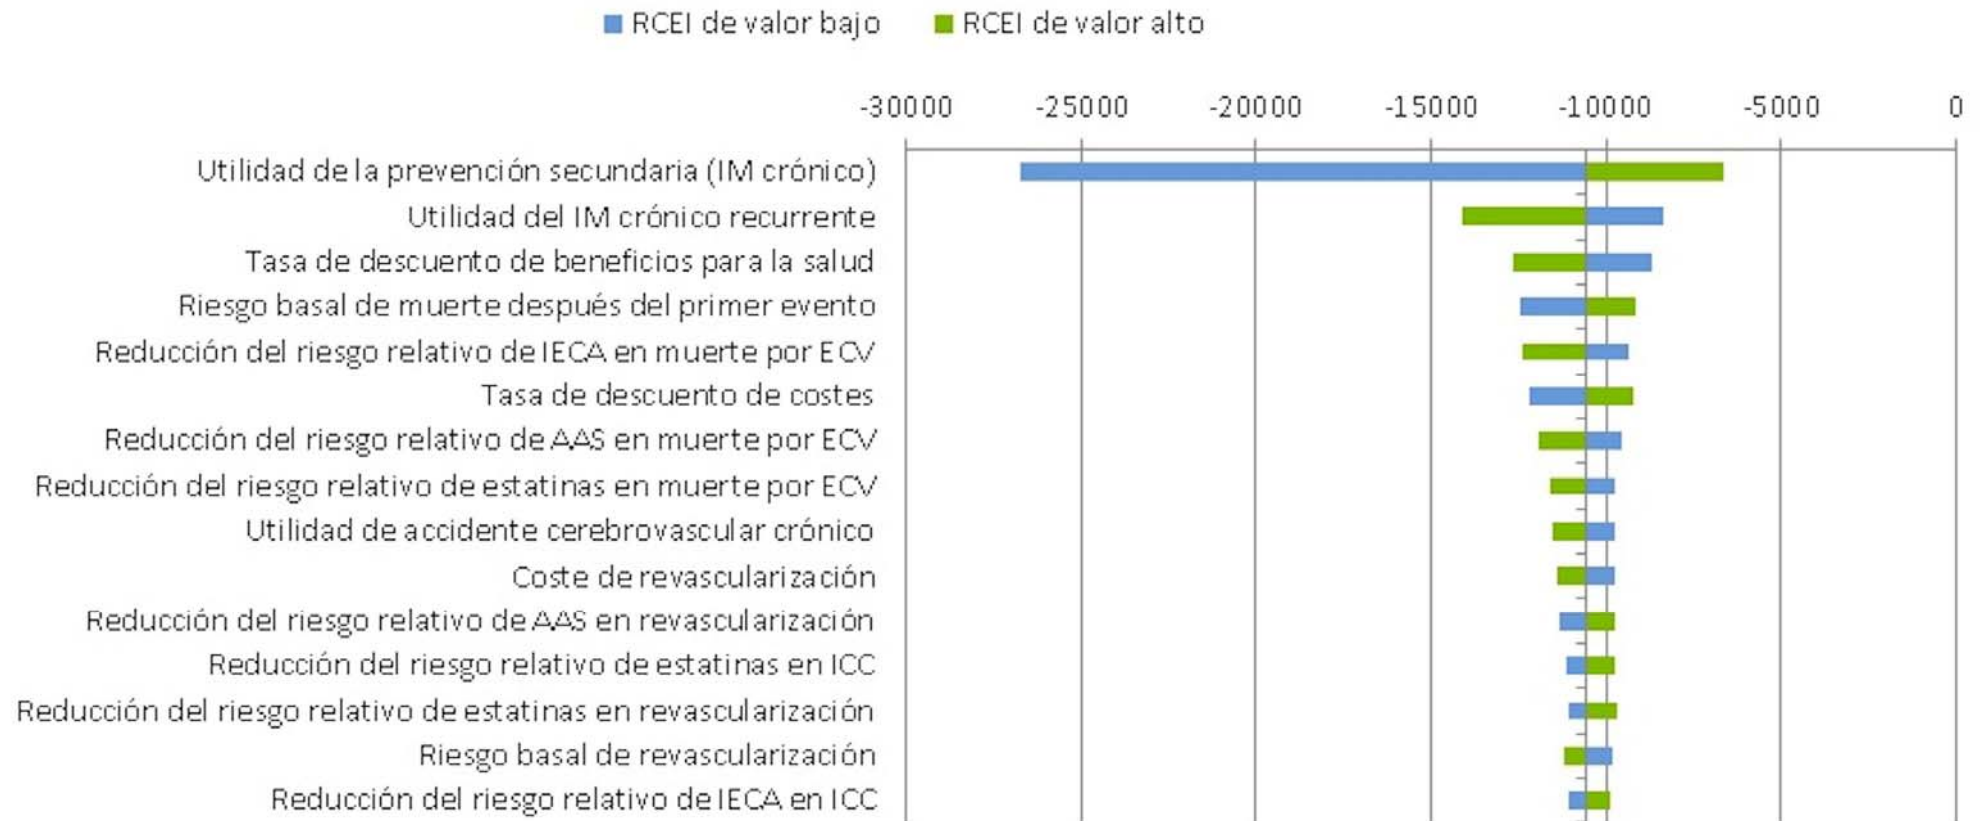 RCEI de valor bajo RCEI de valor alto
-30000 -25000 -20000 -15000 -10000 -5000 0
Utilidad de la prevención secundaria (IM crónico)
Utilidad del IM crónico recurrente
Tasa de descuento de beneficios para la salud
Riesgo basal de muerte después del primer evento
Reducción del riesgo relativo de IECA en muerte por ECV
Tasa de descuento de costes
Reducción del riesgo relativo de AAS en muerte por ECV
Reducción del riesgo relativo de estatinas en muerte por ECV
Utilidad de accidente cerebrovascular crónico
Coste de revascularización
Reducción del riesgo relativo de AAS en revascularización
Reducción del riesgo relativo de estatinas en ICC
Reducción del riesgo relativo de estatinas en revascularización
Riesgo basal de revascularización
Reducción del riesgo relativo de IECA en ICC